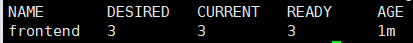 NAME DESIRED CURRENT READY AGE
frontend 3 3 3 1m